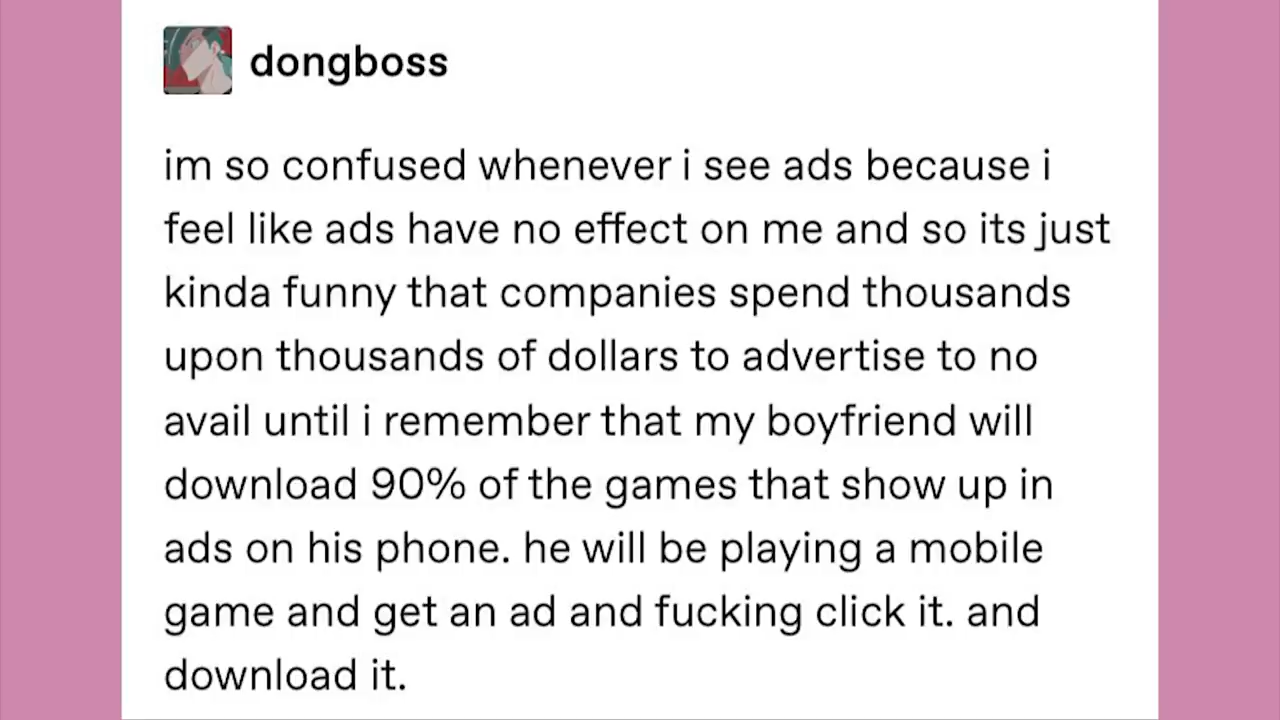 dongboss
im so confused whenever i see ads because i
feel like ads have no effect on me and so its just
kinda funny that companies spend thousands
upon thousands of dollars to advertise to no
avail until i remember that my boyfriend will
download 90% of the games that show up in
ads on his phone. he will be playing a mobile
game and get an ad and fucking click it. and
download it.